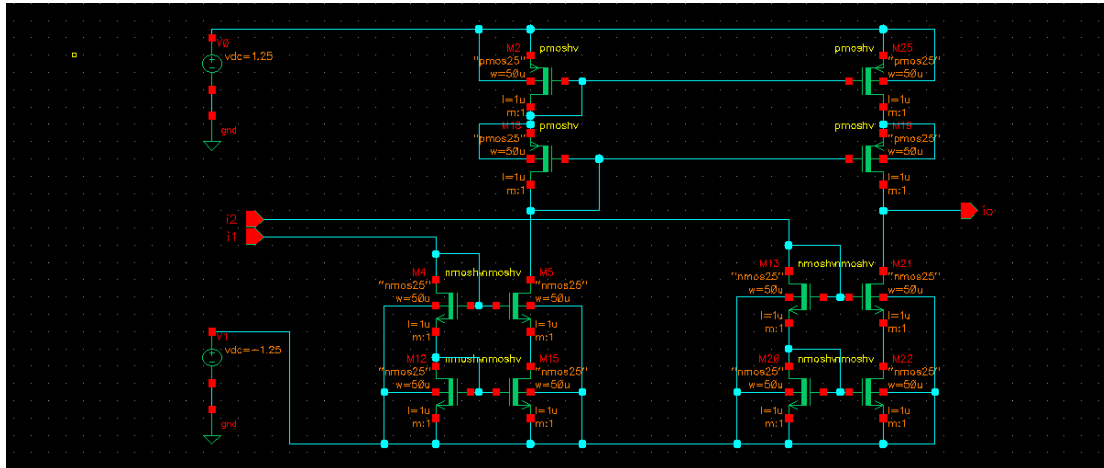 V0
vdc=1.25
gnd
M2
pmoshv
"pmos25"
w=50u
l=1u
m:1
M18
pmoshv
"pmos25"
w=50u
l=1u
m:1
pmoshv
M25
"pmos25"
w=50u
l=1u
m:1
pmoshv
M19
"pmos25"
w=50u
l=1u
m:1
i2
i1
io
V1
vdc=-1.25
gnd
M4
nmoshv
"nmos25"
w=50u
l=1u
m:1
nmoshv
M5
"nmos25"
w=50u
l=1u
m:1
M12
nmoshv
"nmos25"
w=50u
l=1u
m:1
nmoshv
M15
"nmos25"
w=50u
l=1u
m:1
M13
nmoshv
"nmos25"
w=50u
l=1u
m:1
nmoshv
M21
"nmos25"
w=50u
l=1u
m:1
M20
nmoshv
"nmos25"
w=50u
l=1u
m:1
nmoshv
M22
"nmos25"
w=50u
l=1u
m:1